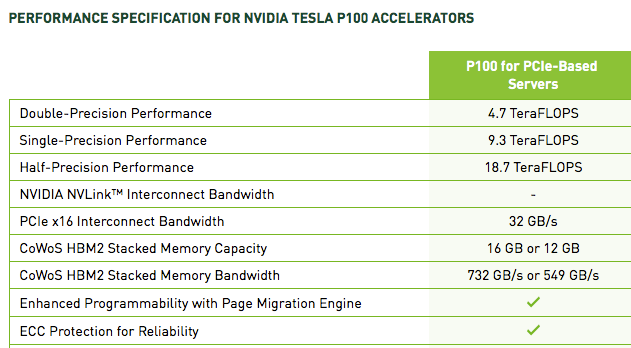 PERFORMANCE SPECIFICATION FOR NVIDIA TESLA P100 ACCELERATORS
P100 for PCIe-Based
Servers
Double-Precision Performance 4.7 TeraFLOPS
Single-Precision Performance 9.3 TeraFLOPS
Half-Precision Performance 18.7 TeraFLOPS
NVIDIA NVLink™ Interconnect Bandwidth -
PCIe x16 Interconnect Bandwidth 32 GB/s
CoWoS HBM2 Stacked Memory Capacity 16 GB or 12 GB
CoWoS HBM2 Stacked Memory Bandwidth 732 GB/s or 549 GB/s
Enhanced Programmability with Page Migration Engine ✓
ECC Protection for Reliability ✓